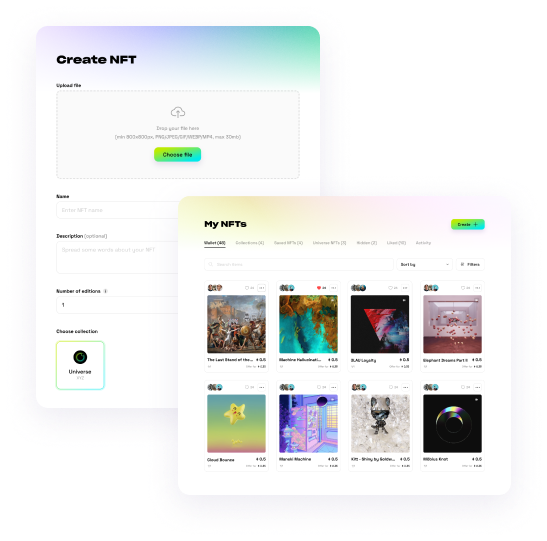 Create NFT
Upload file
Drop your file here
(min 800x800px, PNG/JPEG/GIF/WEBP/MP4, max 30mb)
Choose file
Name
Enter NFT name
Description (optional)
Spread some words about your NFT
Number of editions
1
Choose collection
Universe
XYZ
My NFTs
Create +
Wallet (40) Collections (4) Saved NFTs (4) Universe NFTs (3) Hidden (2) Liked (10) Activity
Search items
Sort by
Filters
The Last Stand of the... 0.5
Machine Hallucinati... 0.5
$LAU Loyalty 0.5
Elephant Dreams Part II 0.5
Cloud Bounce 0.5
Maneki Machine 0.5
Kitt - Shiny by Golde... 0.5
Möbius Knot 0.5